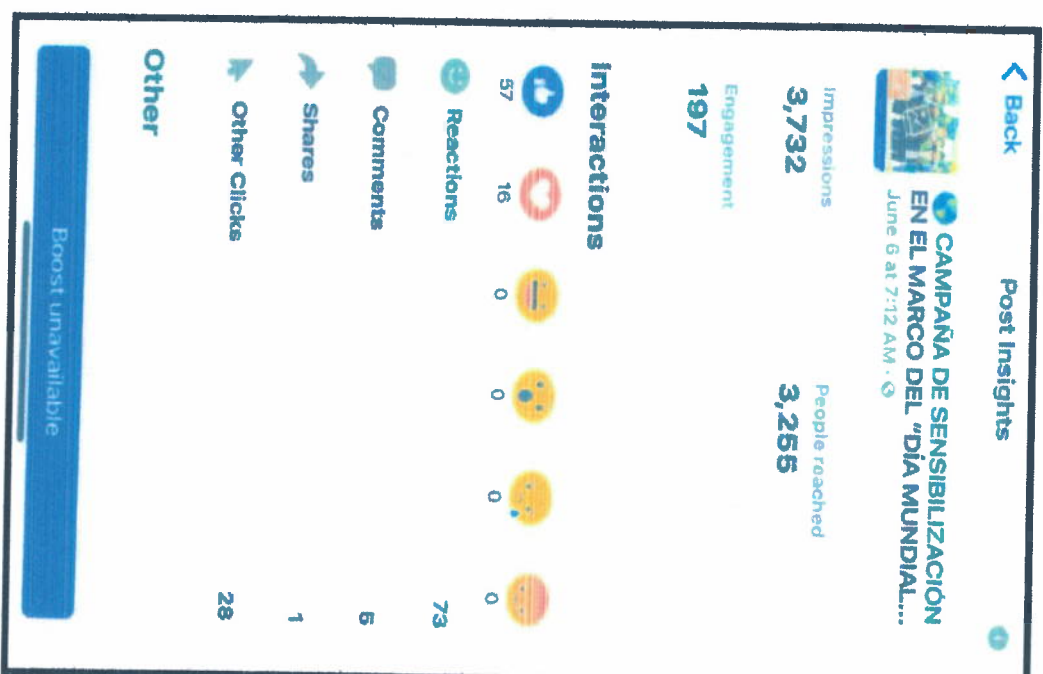 Back
Post Insights
CAMPAÑA DE SENSIBILIZACIÓN
EN EL MARCO DEL "DÍA MUNDIAL...
June 6 at 7:12 AM ·
Impressions
3,732
People reached
3,255
Engagement
197
Interactions
57
16
0
0
0
0
Reactions
73
Comments
5
Shares
1
Other Clicks
28
Other
Boost unavailable